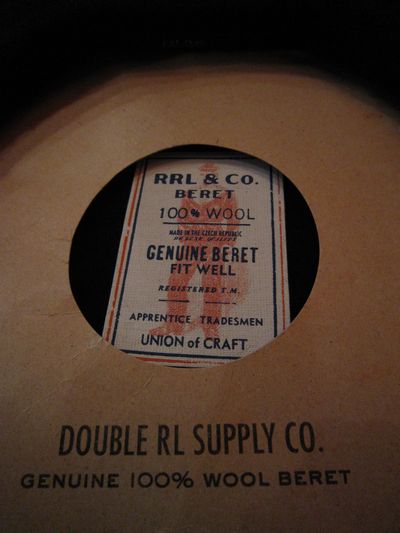 RRL & CO.
BERET
100% WOOL
MADE IN THE CZECH REPUBLIC
GENUINE BERET
FIT WELL
REGISTERED T.M.
APPRENTICE TRADESMEN
UNION of CRAFT
DOUBLE RL SUPPLY CO.
GENUINE 100% WOOL BERET